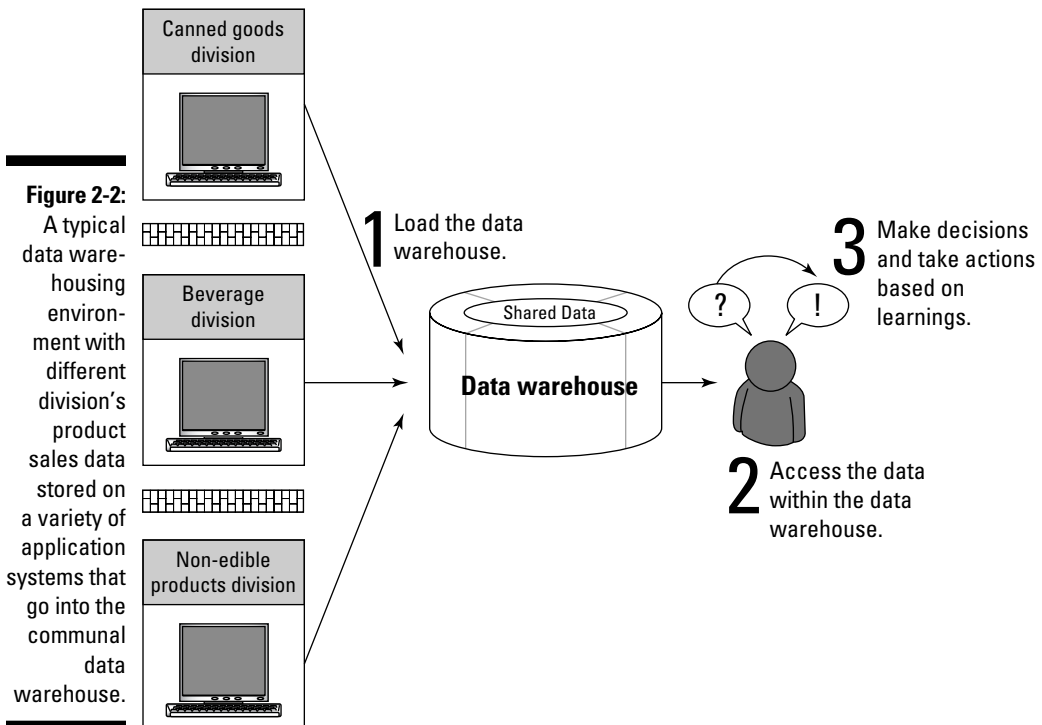 Canned goods
division
Figure 2-2:
A typical
data ware-
housing
environ-
ment with
different
division's
product
sales data
stored on
a variety of
application
systems that
go into the
communal
data
warehouse.
1 Load the data
warehouse.
Beverage
division
Shared Data
Data warehouse
?
!
3 Make decisions
and take actions
based on
learnings.
2 Access the data
within the data
warehouse.
Non-edible
products division